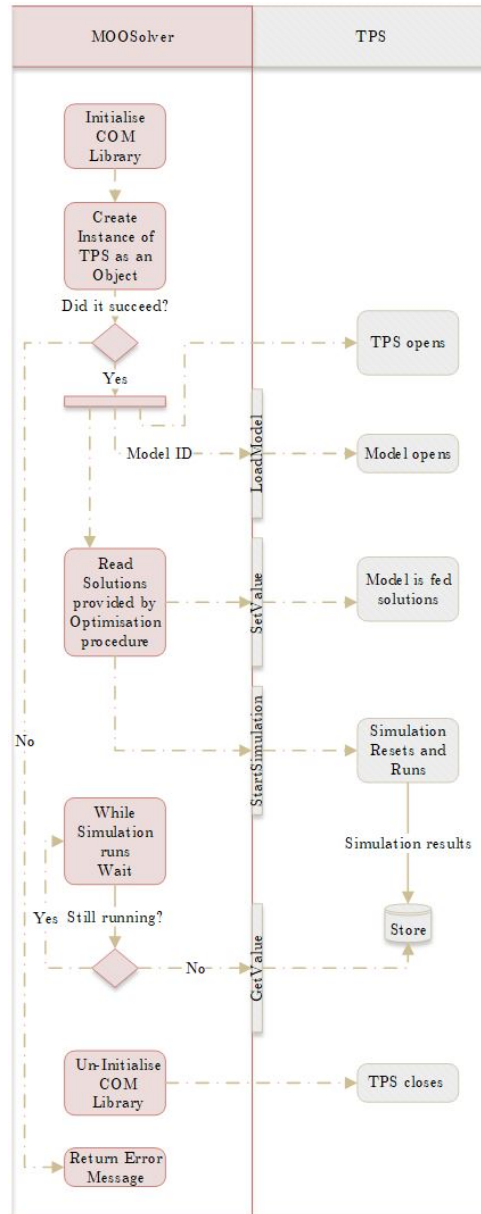 MOOSolver
TPS
Initialise
COM
Library
Create
Instance of
TPS as an
Object
Did it succeed?
TPS opens
Yes
Model ID
LoadModel
Model opens
Read
Solutions
provided by
Optimisation
procedure
SetValue
Model is fed
solutions
No
StartSimulation
Simulation
Resets and
Runs
While
Simulation
runs
Wait
Simulation results
Yes
Still running?
Store
No
GetValue
Un-Initialise
COM
Library
TPS closes
Return Error
Message